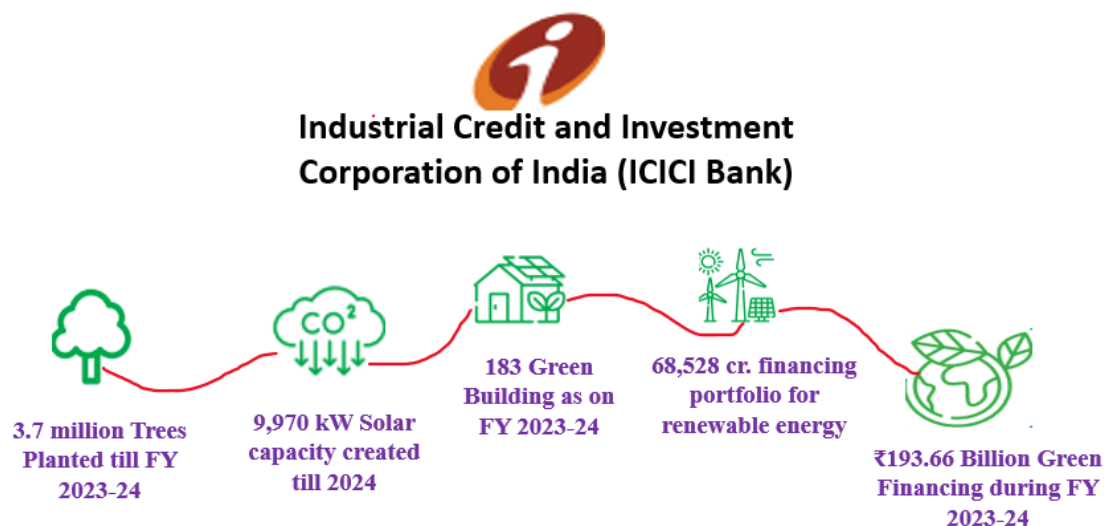 Industrial Credit and Investment
Corporation of India (ICICI Bank)
CO²
3.7 million Trees
Planted till FY
2023-24
9,970 kW Solar
capacity created
till 2024
183 Green
Building as on
FY 2023-24
68,528 cr. financing
portfolio for
renewable energy
₹193.66 Billion Green
Financing during FY
2023-24